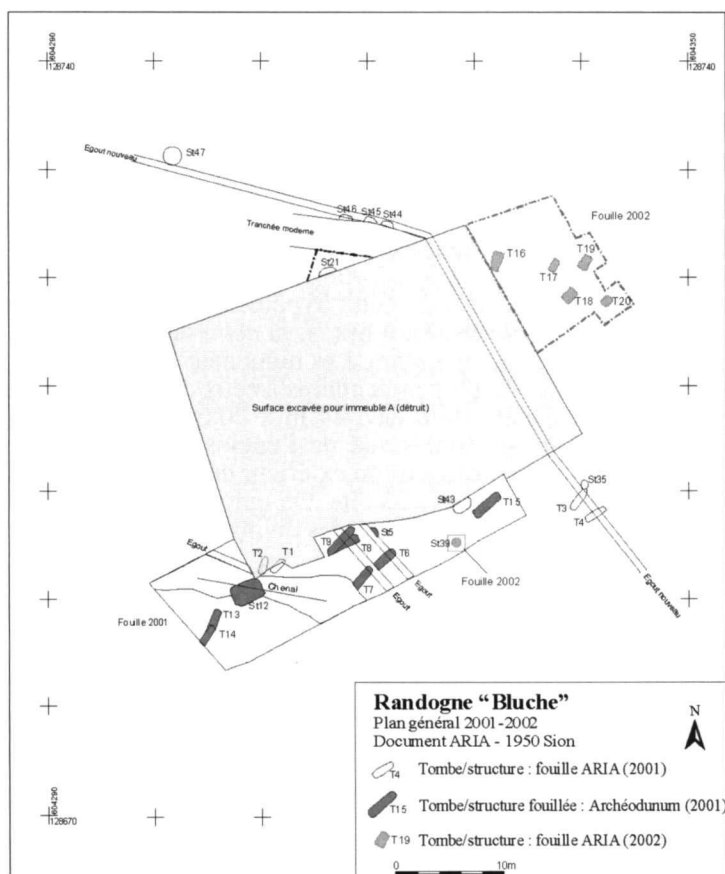 604290
128740
604350
128740
St47
Egout nouveau
St46
St45
St44
Tranchée moderne
Fouille 2002
St21
T16
T19
T17
T18
T20
Surface excavée pour immeuble A (détruit)
St35
T3
T4
St43
T15
St5
T9
T8
T6
St39
Egout
T2
T1
Fouille 2002
Chenal
T7
Egout
Egout
Egout nouveau
St12
T13
Fouille 2001
T14
Randogne “Bluche”
Plan général 2001-2002
Document ARIA - 1950 Sion
N
T4 Tombe/structure : fouille ARIA (2001)
T15 Tombe/structure fouillée : Archéodunum (2001)
T19 Tombe/structure : fouille ARIA (2002)
0 10m
604290
128670